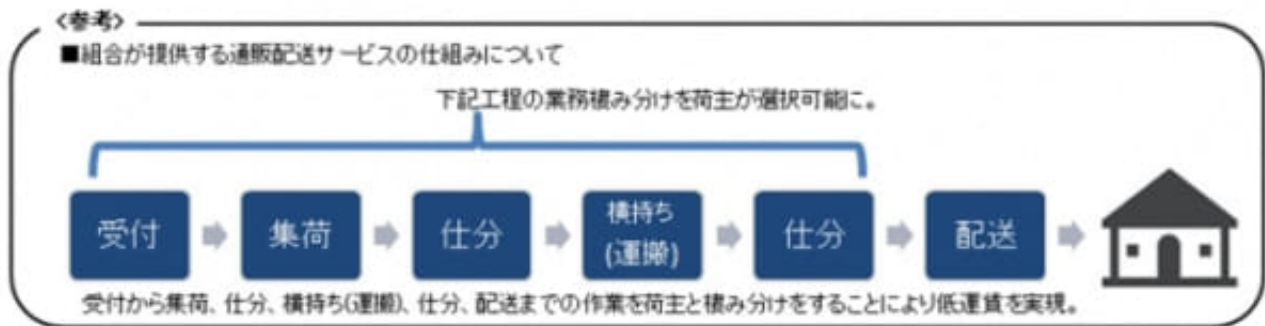 〈参考〉
■組合が提供する通販配送サービスの仕組みについて
下記工程の業務棲み分けを荷主が選択可能に。
受付
集荷
仕分
横持ち
(運搬)
仕分
配送
受付から集荷、仕分、横持ち(運搬)、仕分、配送までの作業を荷主と棲み分けをすることにより低運賃を実現。